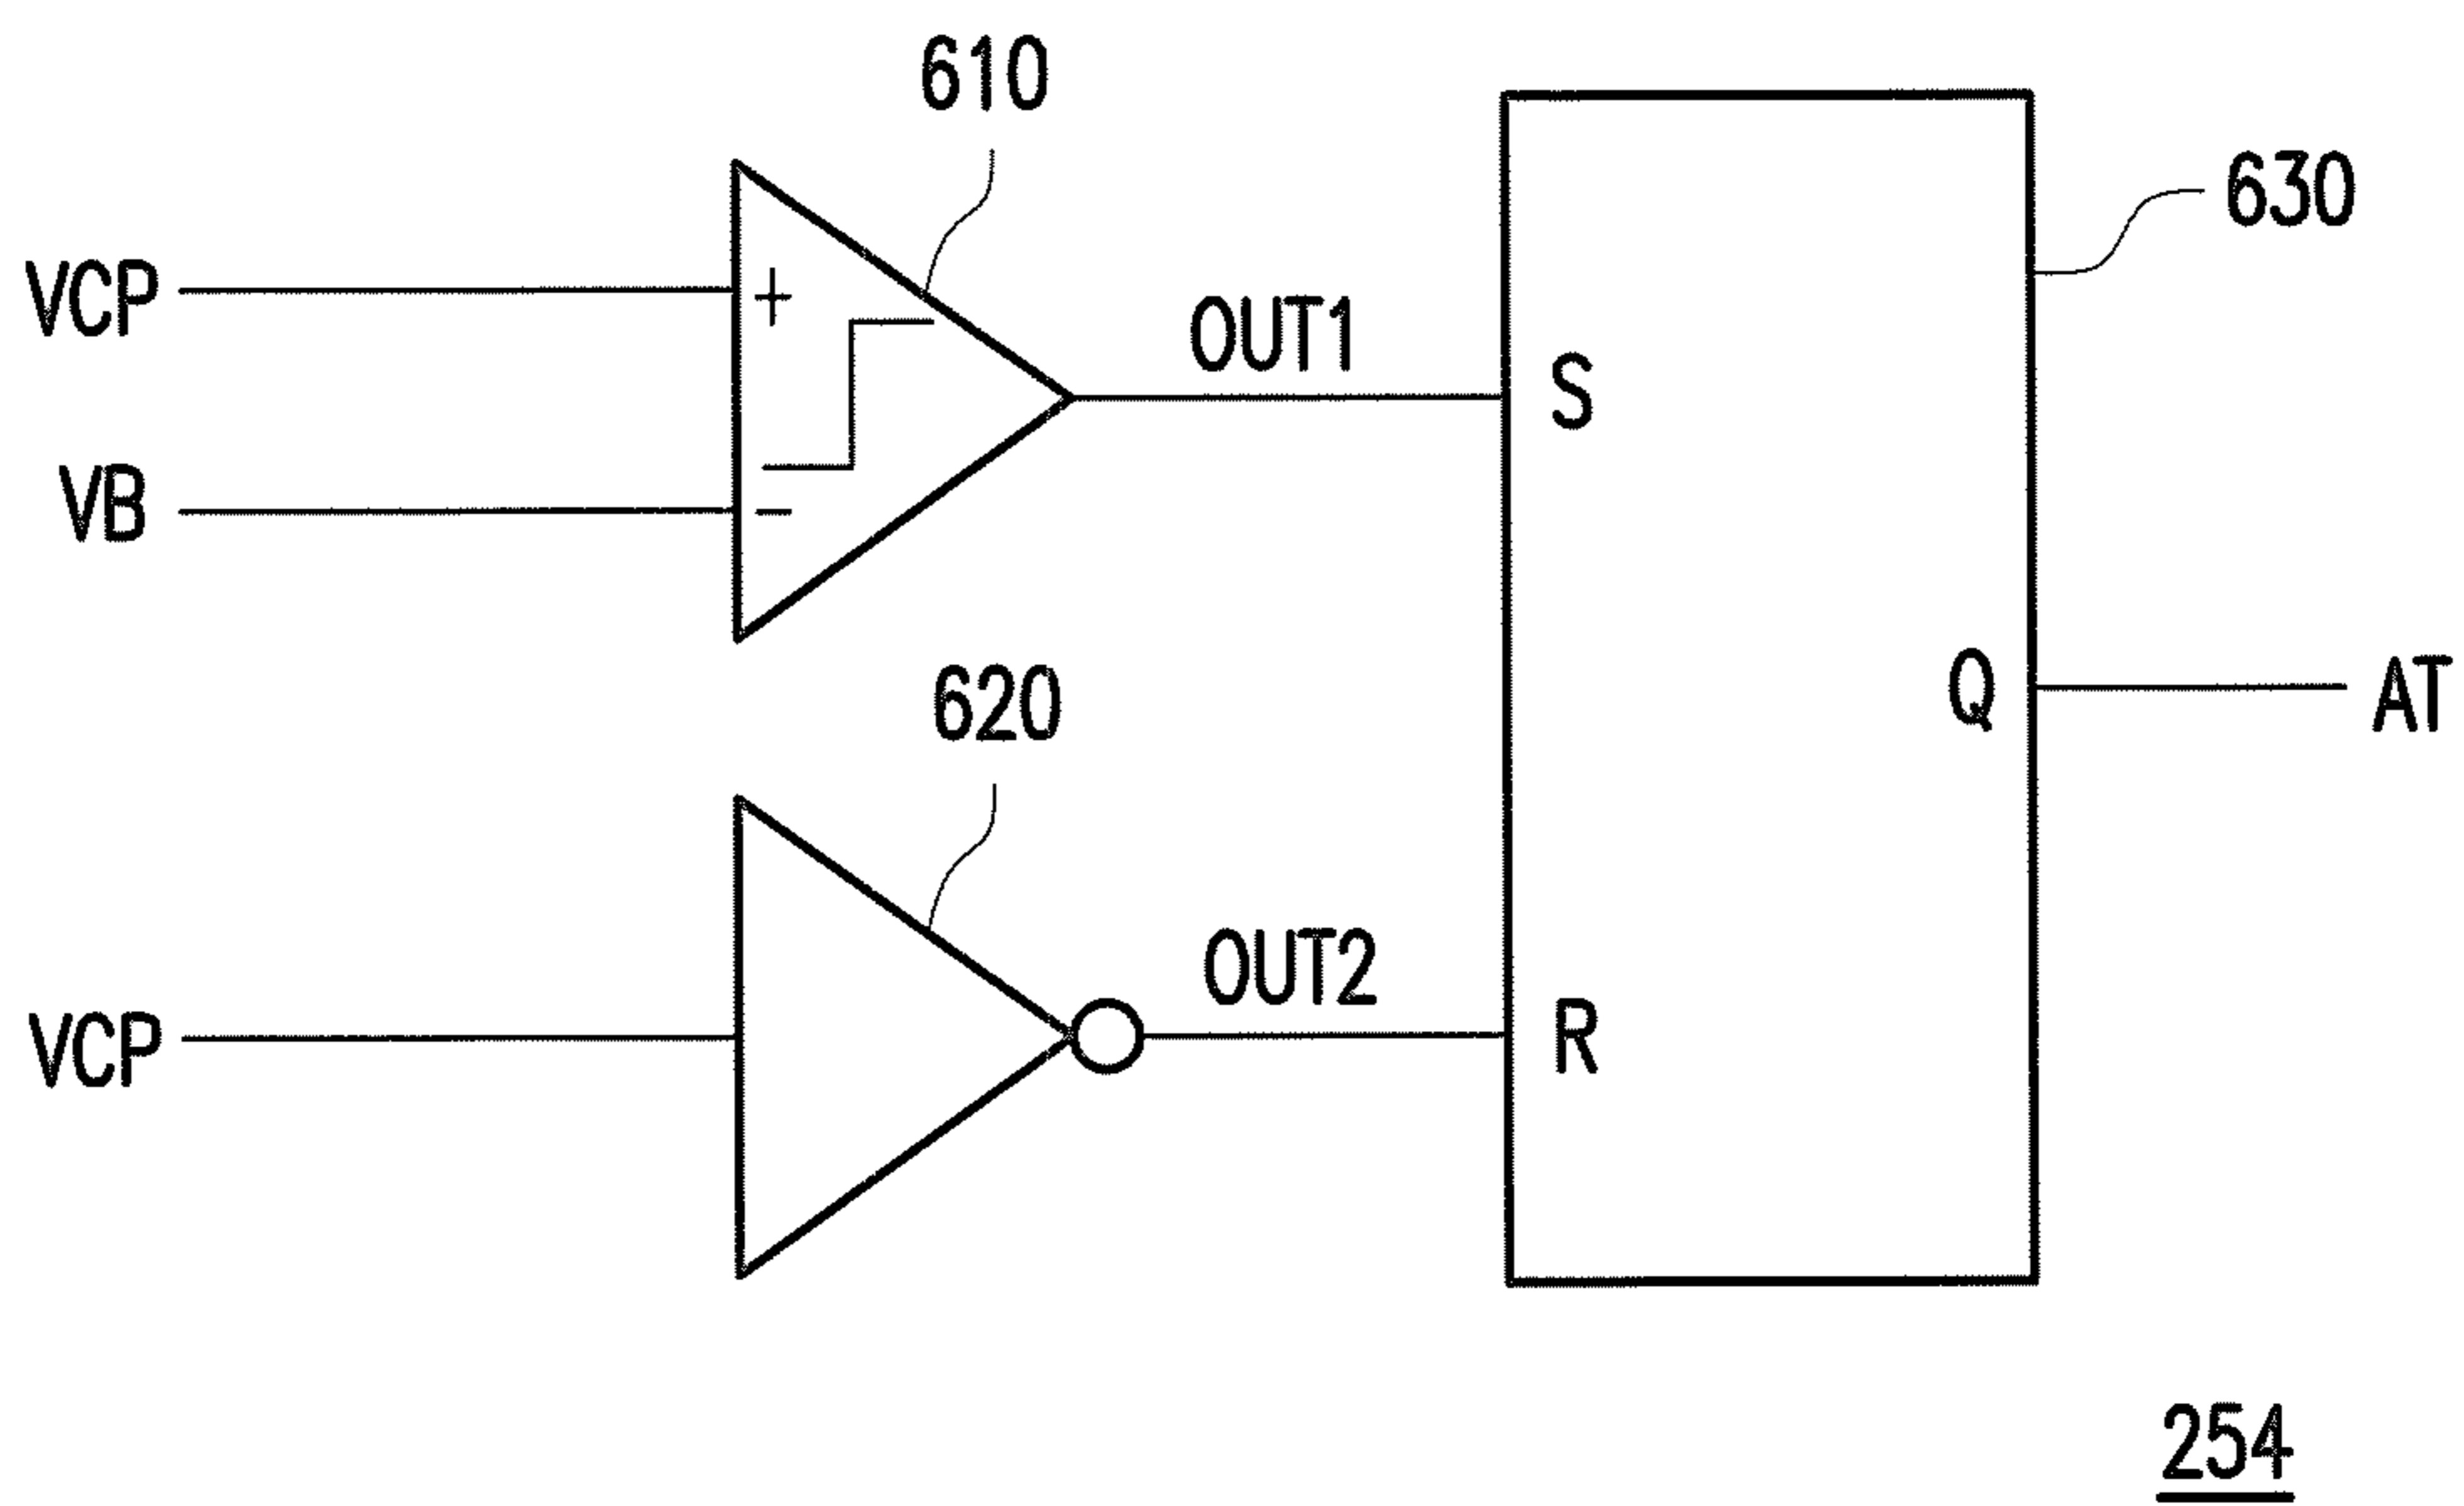 610
630
VCP
+
OUT1
S
VB
-
620
Q
AT
OUT2
VCP
R
254